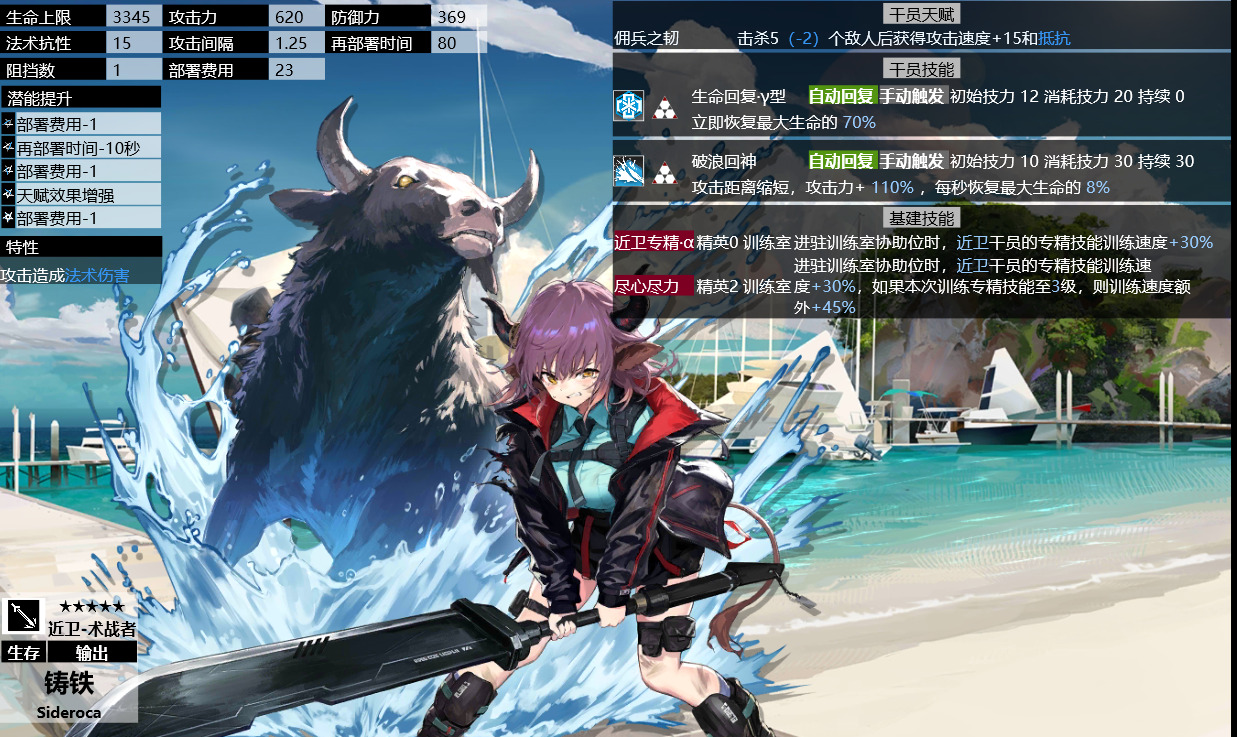 生命上限 3345 攻击力 620 防御力 369
法术抗性 15 攻击间隔 1.25 再部署时间 80
阻挡数 1 部署费用 23
潜能提升
部署费用-1
再部署时间-10秒
部署费用-1
天赋效果增强
部署费用-1
特性
攻击造成法术伤害
干员天赋
佣兵之韧 击杀5（-2）个敌人后获得攻击速度+15和抵抗
干员技能
生命回复·γ型 自动回复 手动触发 初始技力 12 消耗技力 20 持续 0
立即恢复最大生命的 70%
破浪回神 自动回复 手动触发 初始技力 10 消耗技力 30 持续 30
攻击距离缩短，攻击力+ 110% ，每秒恢复最大生命的 8%
基建技能
近卫专精·α 精英0 训练室 进驻训练室协助位时，近卫干员的专精技能训练速度+30%
进驻训练室协助位时，近卫干员的专精技能训练速
尽心尽力 精英2 训练室 度+30%，如果本次训练专精技能至3级，则训练速度额
外+45%
★★★★★
近卫-术战者
生存 输出
铸铁
Sideroca